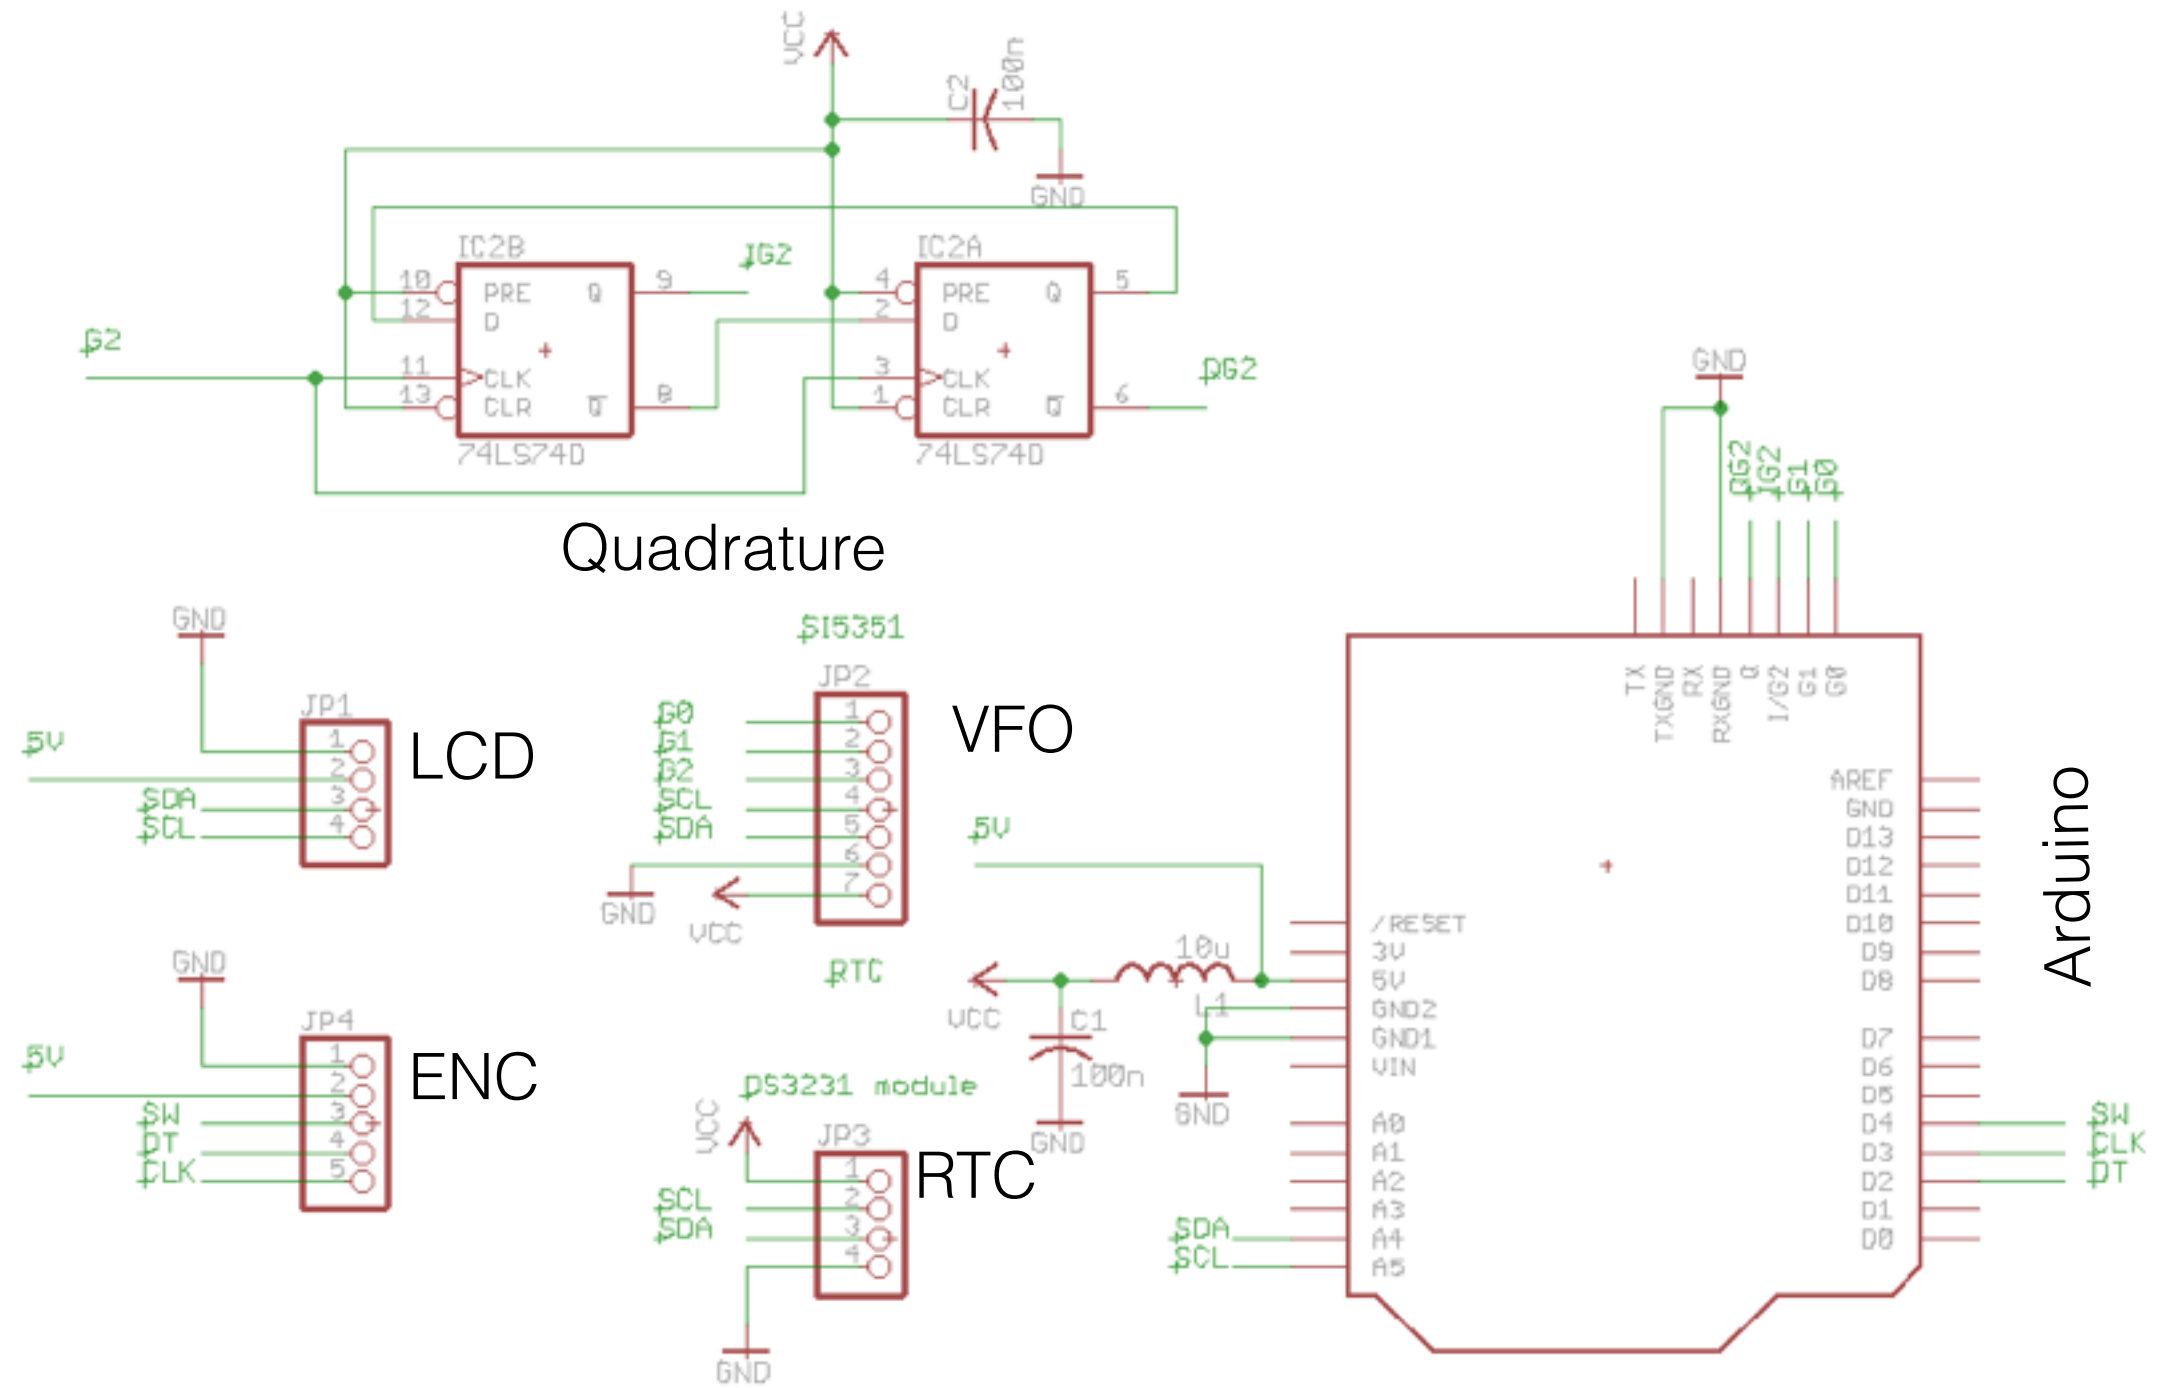 VCC
C2
100n
GND
IC2B
10 PRE Q 9
12 D
11 CLK
13 CLR Q 8
74LS74D
IG2
IC2A
4 PRE Q 5
2 D
3 CLK
1 CLR Q 6
74LS74D
G2
QG2
Quadrature
GND
QG2
IG2
G1
G0
TX
TXGND
RX
RXGND
Q
I/G2
G1
G0
GND
JP1
LCD
5V
SDA
SCL
1
2
3
4
SI5351
JP2
VFO
G0
G1
G2
SCL
SDA
1
2
3
4
5
6
7
GND
VCC
5V
GND
JP4
ENC
5V
SW
DT
CLK
1
2
3
4
5
RTC
VCC
10u
L1
C1
100n
GND
GND
DS3231 module
VCC
JP3
RTC
SCL
SDA
1
2
3
4
GND
/RESET
3V
5V
GND2
GND1
VIN
A0
A1
A2
A3
A4
A5
SDA
SCL
AREF
GND
D13
D12
D11
D10
D9
D8
D7
D6
D5
D4
D3
D2
D1
D0
SW
CLK
DT
Arduino